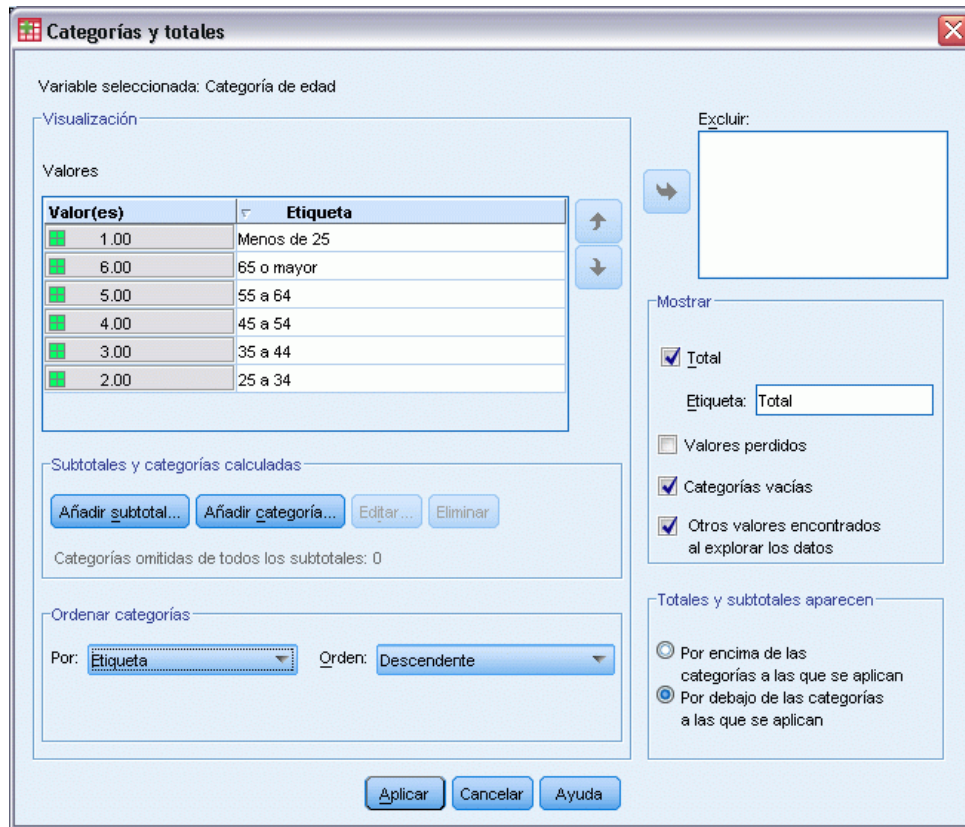 Categorías y totales
Variable seleccionada: Categoría de edad
Visualización
Valores
Valor(es) Etiqueta
1.00 Menos de 25
6.00 65 o mayor
5.00 55 a 64
4.00 45 a 54
3.00 35 a 44
2.00 25 a 34
Subtotales y categorías calculadas
Añadir subtotal... Añadir categoría... Editar... Eliminar
Categorías omitidas de todos los subtotales: 0
Ordenar categorías
Por: Etiqueta Orden: Descendente
Excluir:
Mostrar
Total
Etiqueta: Total
Valores perdidos
Categorías vacías
Otros valores encontrados
al explorar los datos
Totales y subtotales aparecen
Por encima de las
categorías a las que se aplican
Por debajo de las categorías
a las que se aplican
Aplicar Cancelar Ayuda